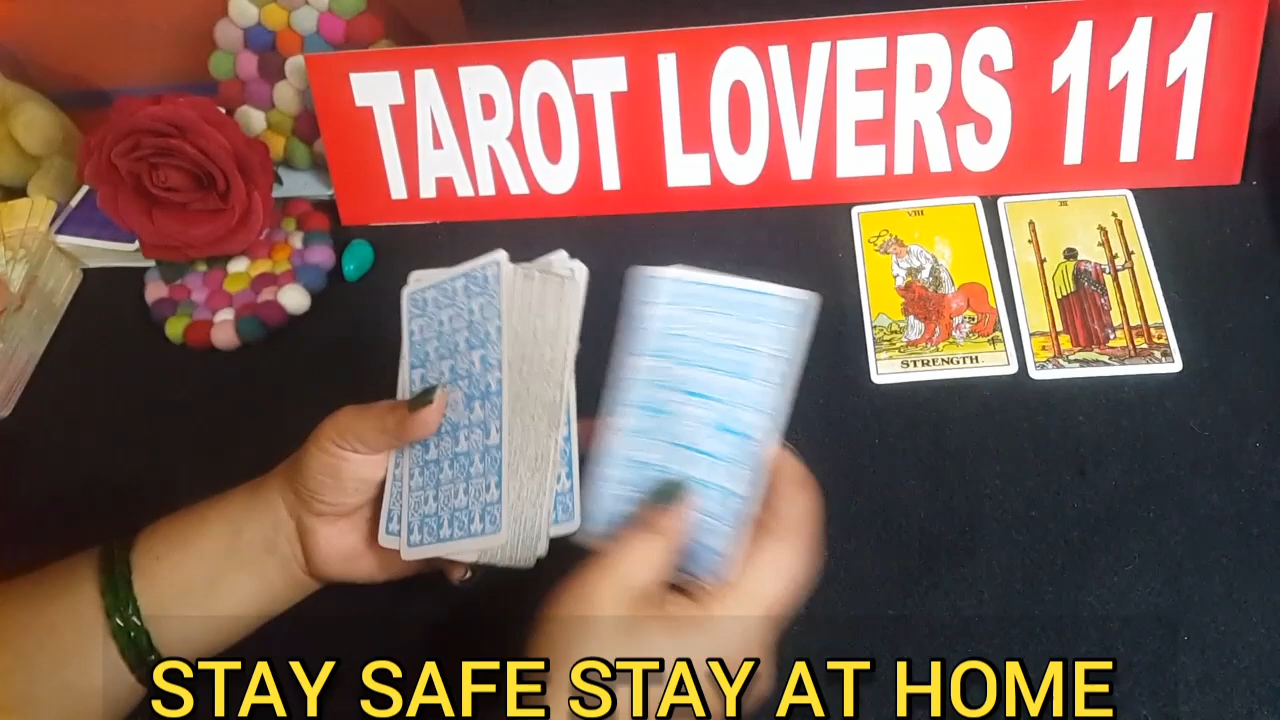 TAROT LOVERS 111
VIII
III
STRENGTH.
STAY SAFE STAY AT HOME